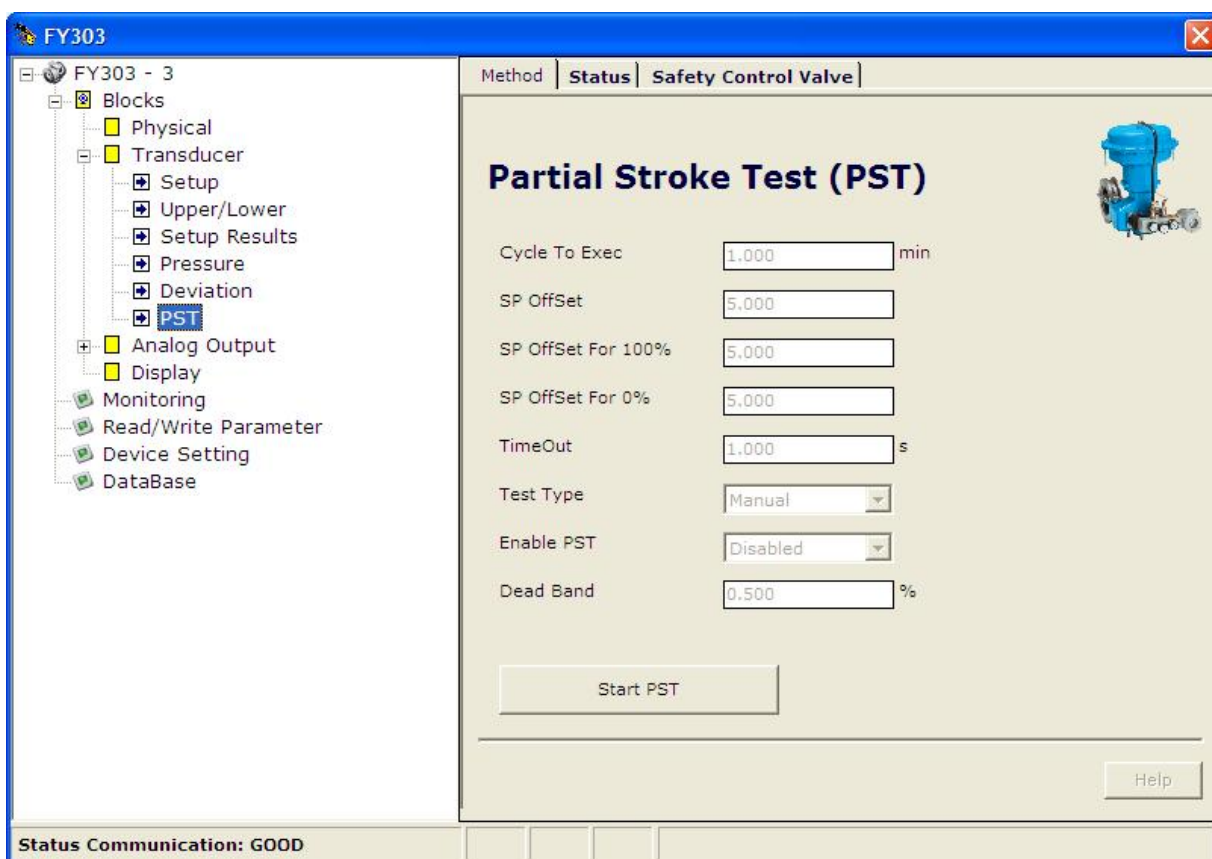 FY303
FY303 - 3
Blocks
Physical
Transducer
Setup
Upper/Lower
Setup Results
Pressure
Deviation
PST
Analog Output
Display
Monitoring
Read/Write Parameter
Device Setting
DataBase
Method Status Safety Control Valve
Partial Stroke Test (PST)
Cycle To Exec 1.000 min
SP OffSet 5.000
SP OffSet For 100% 5.000
SP OffSet For 0% 5.000
TimeOut 1.000 s
Test Type Manual
Enable PST Disabled
Dead Band 0.500 %
Start PST
Help
Status Communication: GOOD